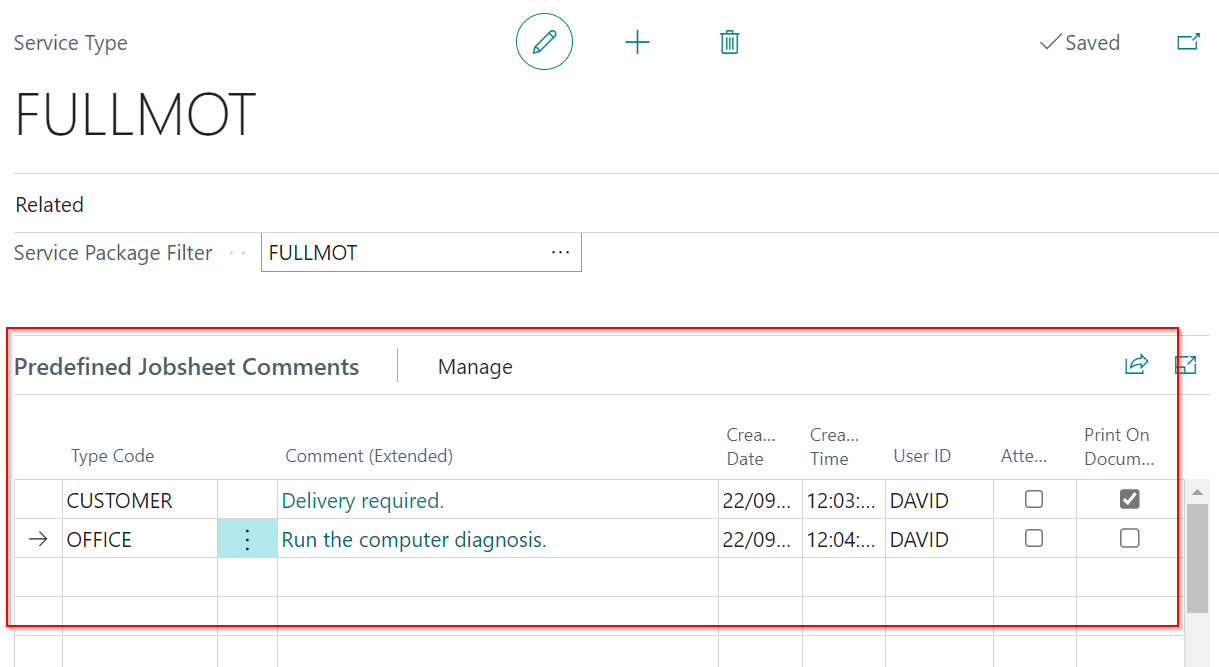 Service Type
Saved
FULLMOT
Related
Service Package Filter FULLMOT ...
Predefined Jobsheet Comments Manage
Type Code Comment (Extended) Crea... Date Crea... Time User ID Atte... Print On Docum...
CUSTOMER Delivery required. 22/09... 12:03:... DAVID
OFFICE Run the computer diagnosis. 22/09... 12:04:... DAVID